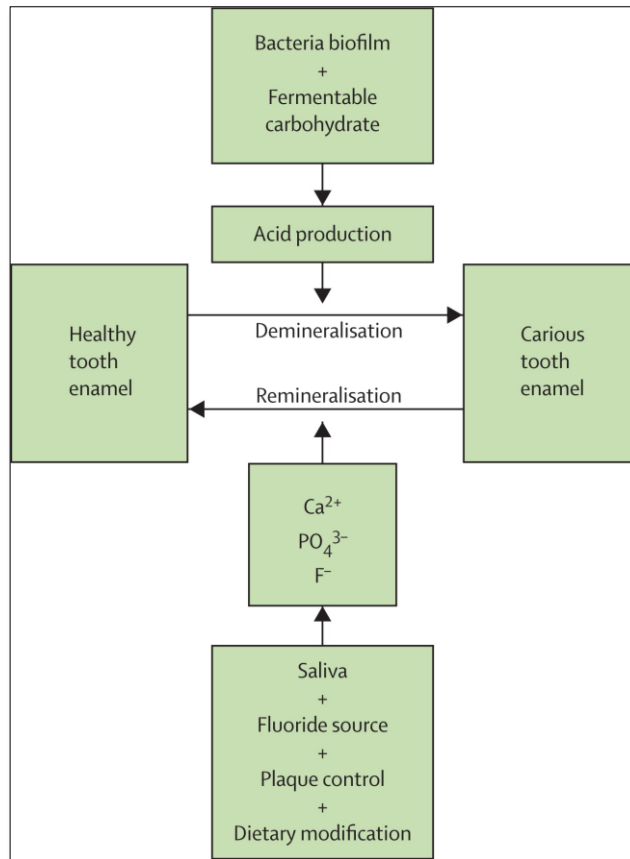 Bacteria biofilm
+
Fermentable
carbohydrate
Acid production
Healthy
tooth
enamel
Demineralisation
Remineralisation
Carious
tooth
enamel
Ca²⁺
PO₄³⁻
F⁻
Saliva
+
Fluoride source
+
Plaque control
+
Dietary modification